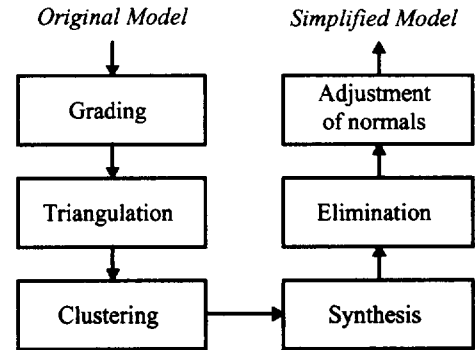 Original Model
Grading
Triangulation
Clustering
Simplified Model
Adjustment
of normals
Elimination
Synthesis